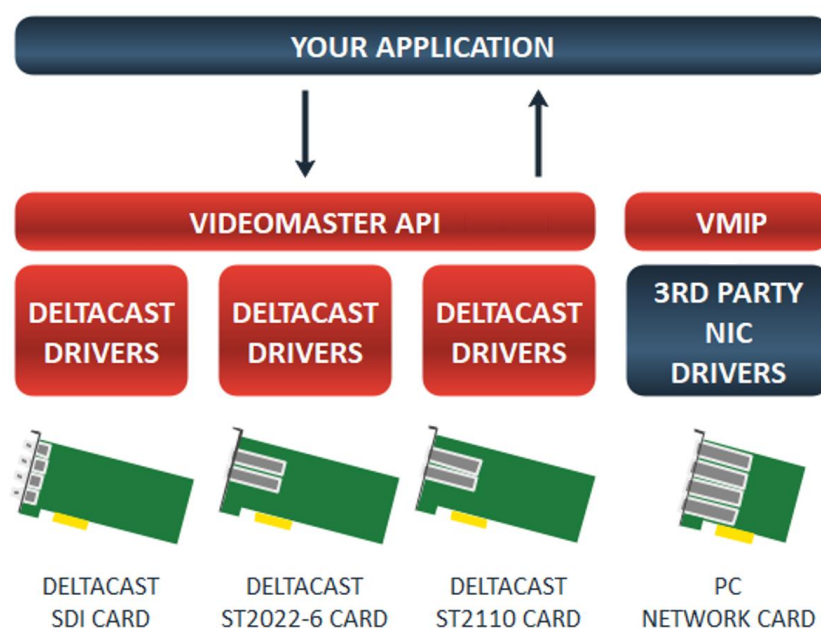 YOUR APPLICATION
VIDEOMASTER API
VMIP
DELTACAST
DRIVERS
DELTACAST
DRIVERS
DELTACAST
DRIVERS
3RD PARTY
NIC
DRIVERS
DELTACAST
SDI CARD
DELTACAST
ST2022-6 CARD
DELTACAST
ST2110 CARD
PC
NETWORK CARD